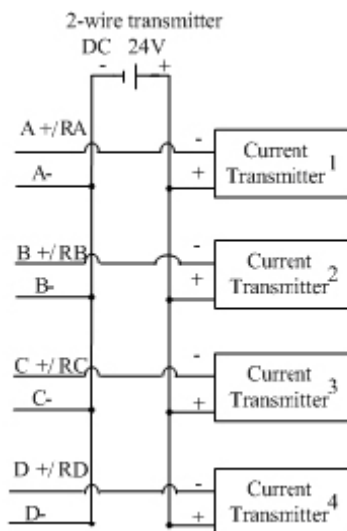 2-wire transmitter
DC 24V
- +
A +/RA
-
Current
Transmitter 1
A-
+
B +/RB
-
Current
Transmitter 2
B-
+
C +/RC
-
Current
Transmitter 3
C-
+
D +/RD
-
Current
Transmitter 4
D-
+